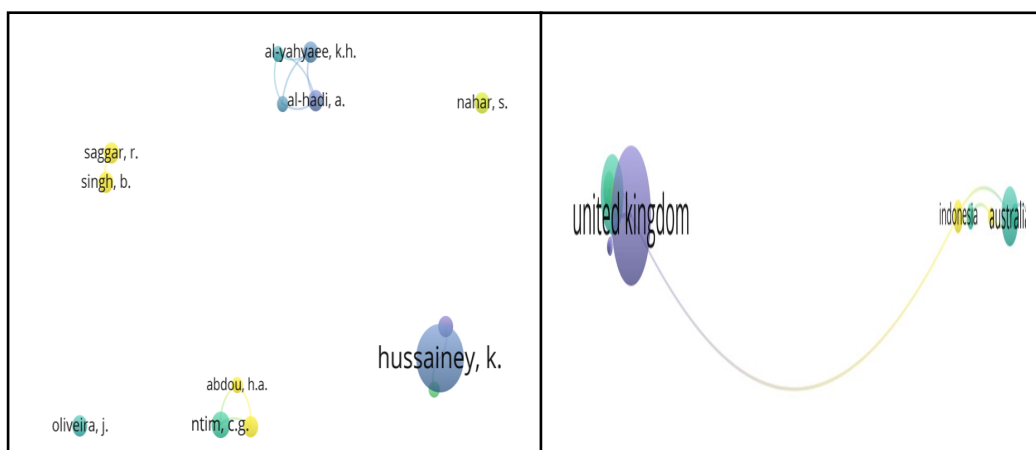 al-yahyaee, k.h.
al-hadi, a.
nahar, s.
saggar, r.
singh, b.
hussainey, k.
abdou, h.a.
oliveira, j.
ntim, c.g.
united kingdom
indonesia
australi